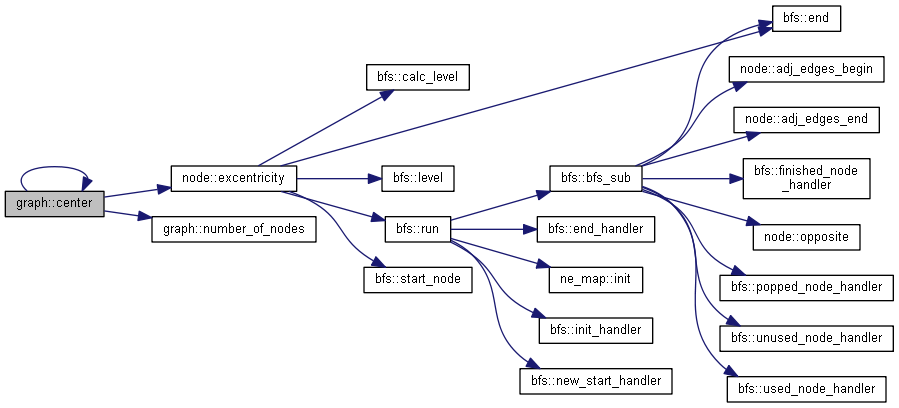 graph::center
node::excentricity
graph::number_of_nodes
bfs::calc_level
bfs::level
bfs::run
bfs::start_node
bfs::bfs_sub
bfs::end_handler
ne_map::init
bfs::init_handler
bfs::new_start_handler
bfs::end
node::adj_edges_begin
node::adj_edges_end
bfs::finished_node
_handler
node::opposite
bfs::popped_node_handler
bfs::unused_node_handler
bfs::used_node_handler